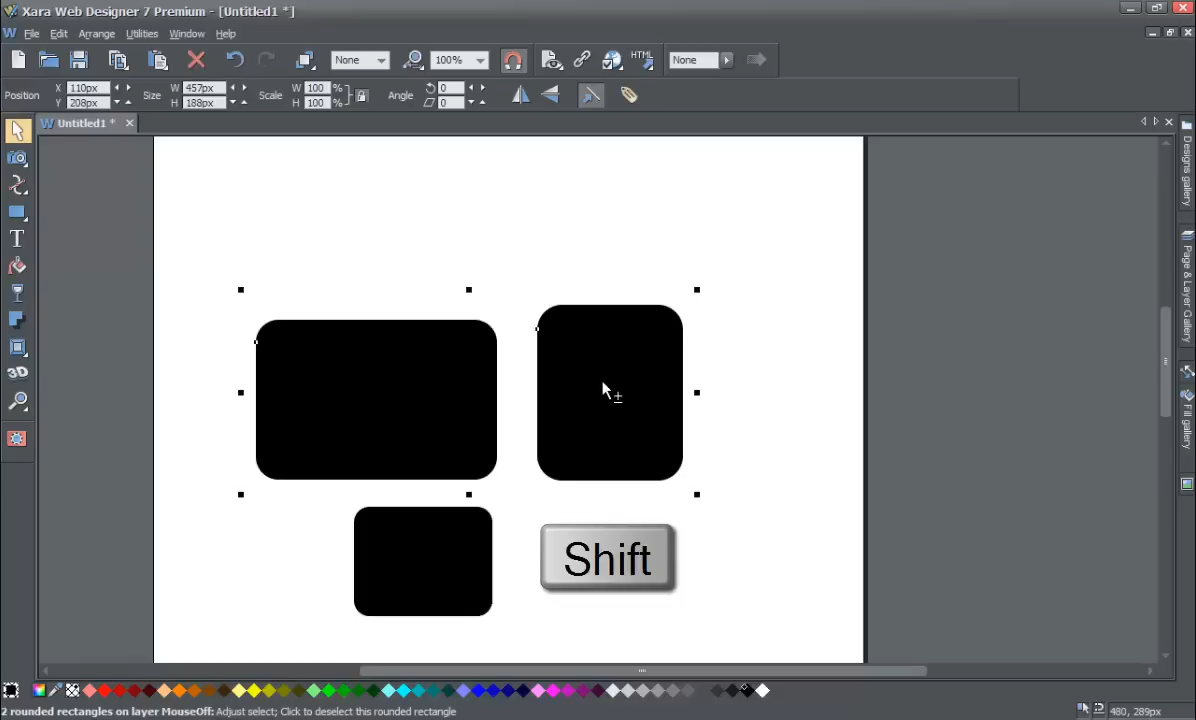 Xara Web Designer 7 Premium - [Untitled1 *]
File Edit Arrange Utilities Window Help
None 100% HTML None
Position X 110px Y 208px Size W 457px H 188px Scale W 100 % H 100 % Angle 0 0
Untitled1 *
T
3D
Designs gallery
Page & Layer Gallery
Fill gallery
Shift
2 rounded rectangles on layer MouseOff: Adjust select; Click to deselect this rounded rectangle
480, 289px